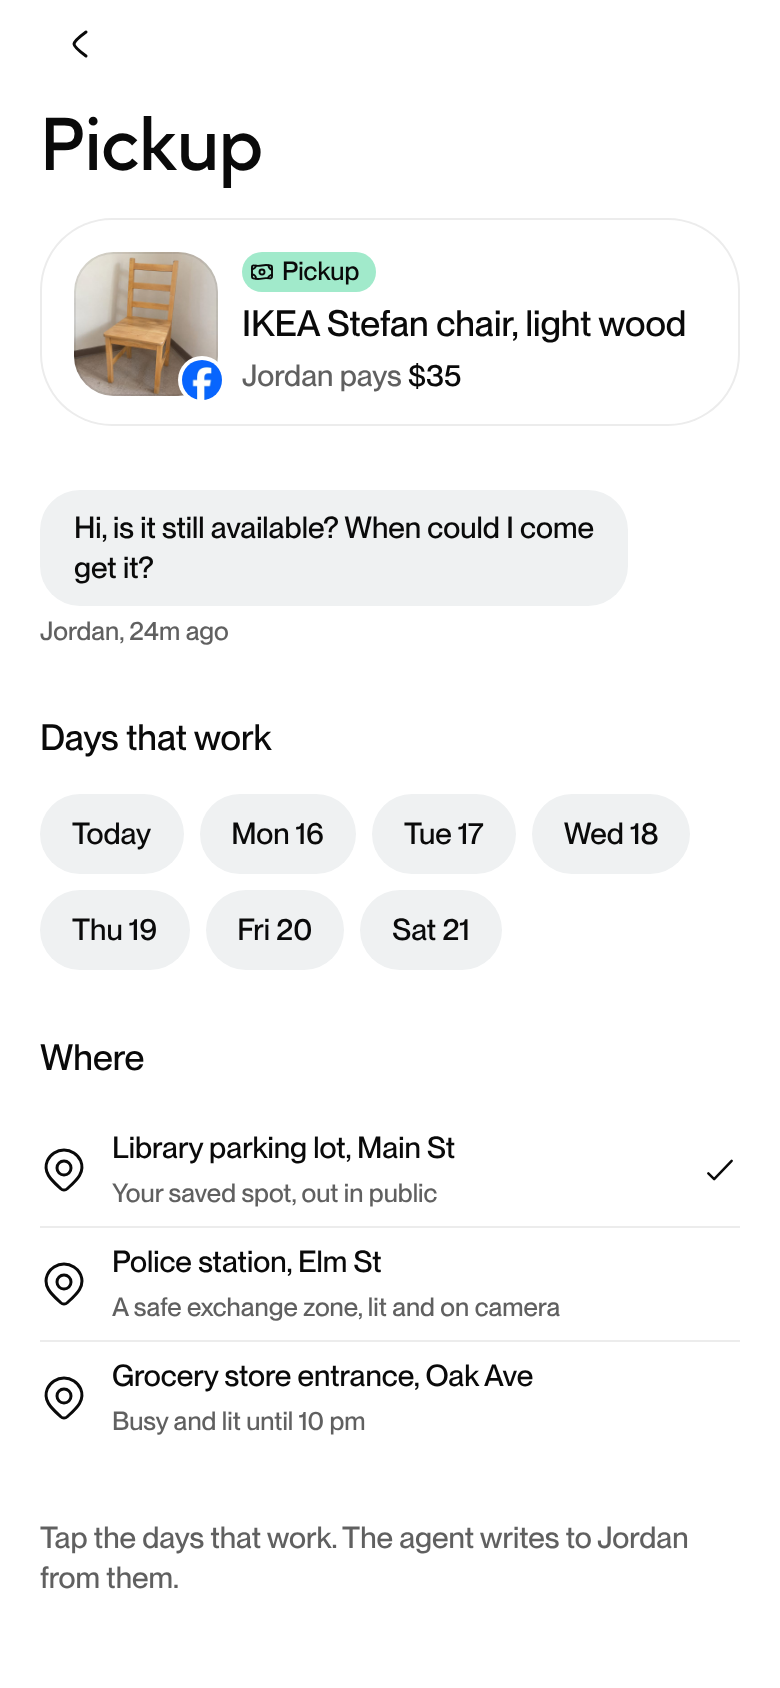 Pickup
Pickup
IKEA Stefan chair, light wood
Jordan pays $35
Hi, is it still available? When could I come
get it?
Jordan, 24m ago
Days that work
Today
Mon 16
Tue 17
Wed 18
Thu 19
Fri 20
Sat 21
Where
Library parking lot, Main St
Your saved spot, out in public
Police station, Elm St
A safe exchange zone, lit and on camera
Grocery store entrance, Oak Ave
Busy and lit until 10 pm
Tap the days that work. The agent writes to Jordan
from them.